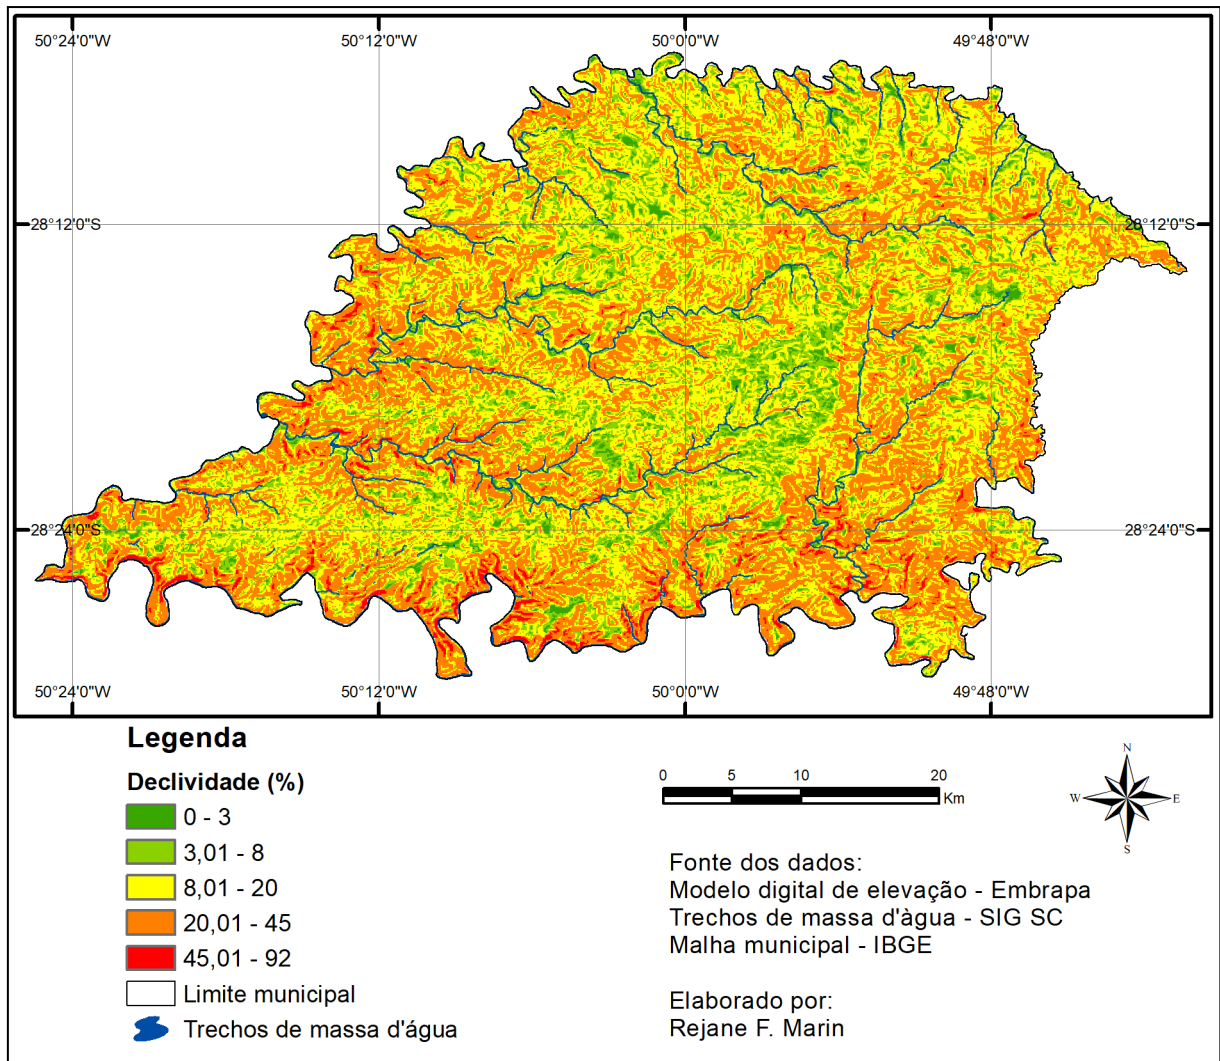 50°24'0"W 50°12'0"W 50°0'0"W 49°48'0"W
28°12'0"S 28°12'0"S
28°24'0"S 28°24'0"S
50°24'0"W 50°12'0"W 50°0'0"W 49°48'0"W
Legenda
Declividade (%)
0 - 3
3,01 - 8
8,01 - 20
20,01 - 45
45,01 - 92
Limite municipal
Trechos de massa d'água
0 5 10 20
Km
N
W E
S
Fonte dos dados:
Modelo digital de elevação - Embrapa
Trechos de massa d'àgua - SIG SC
Malha municipal - IBGE
Elaborado por:
Rejane F. Marin